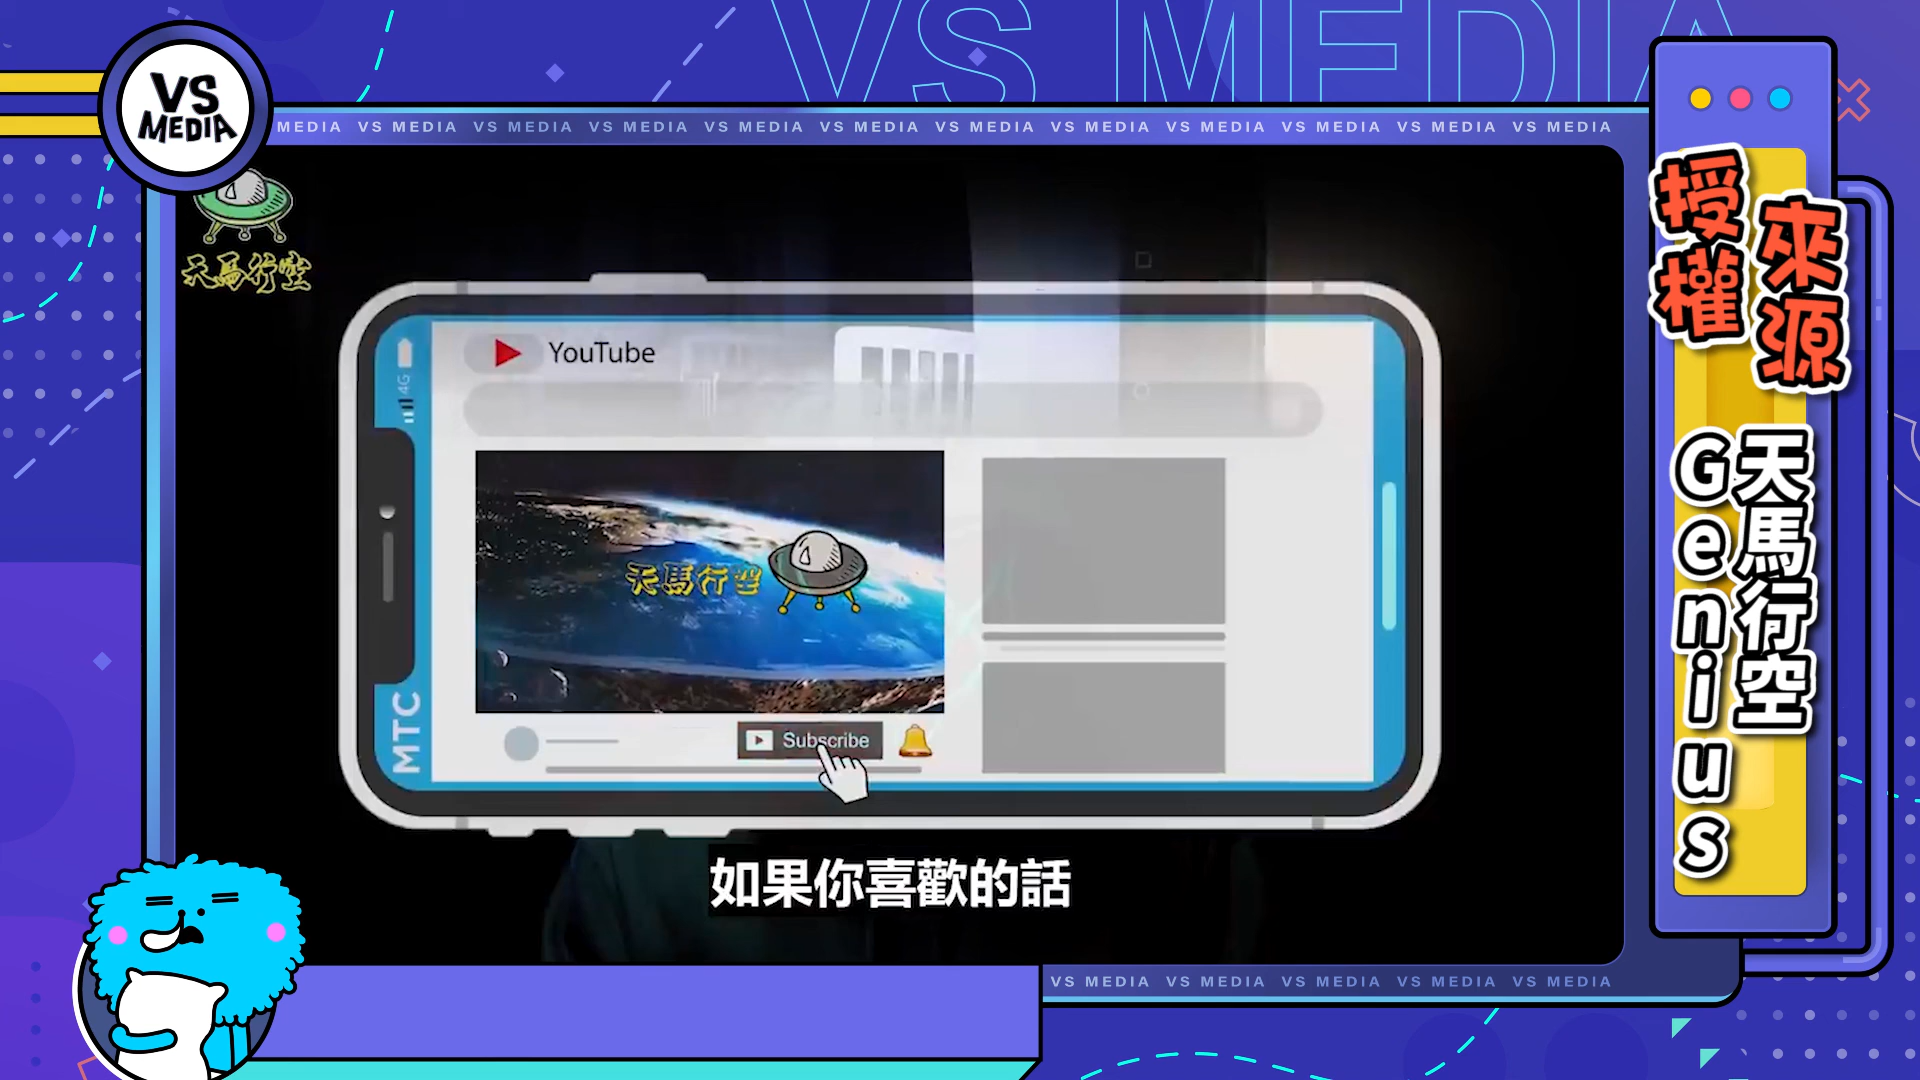 VS MEDIA
VS
MEDIA
MEDIA VS MEDIA VS MEDIA VS MEDIA VS MEDIA VS MEDIA VS MEDIA VS MEDIA VS MEDIA VS MEDIA VS MEDIA VS MEDIA
天馬行空
YouTube
4G
MTC
天馬行空
Subscribe
如果你喜歡的話
來源
授權
天馬行空
Genius
VS MEDIA VS MEDIA VS MEDIA VS MEDIA VS MEDIA